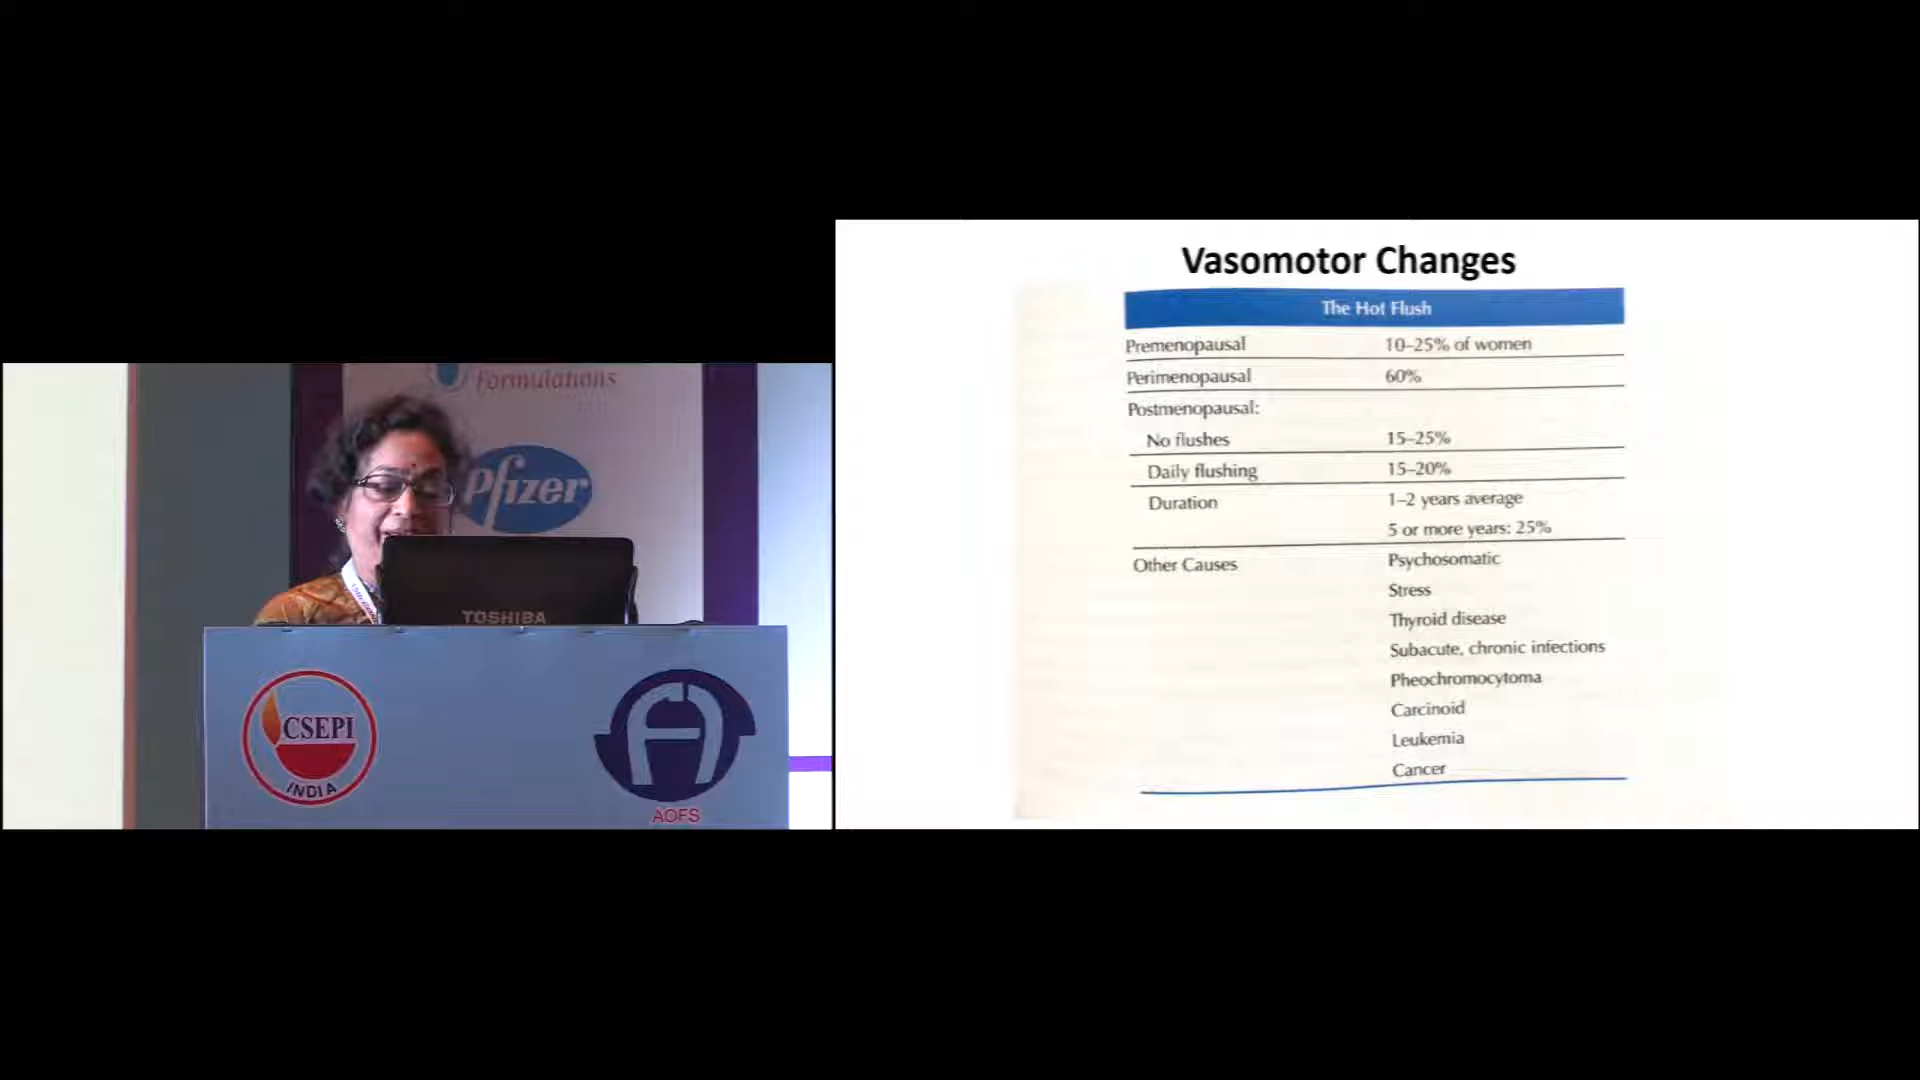 Formulations
Pfizer
TOSHIBA
CSEPI
INDIA
AOFS
Vasomotor Changes
The Hot Flush
Premenopausal 10–25% of women
Perimenopausal 60%
Postmenopausal:
No flushes 15–25%
Daily flushing 15–20%
Duration 1–2 years average
5 or more years: 25%
Other Causes Psychosomatic
Stress
Thyroid disease
Subacute, chronic infections
Pheochromocytoma
Carcinoid
Leukemia
Cancer